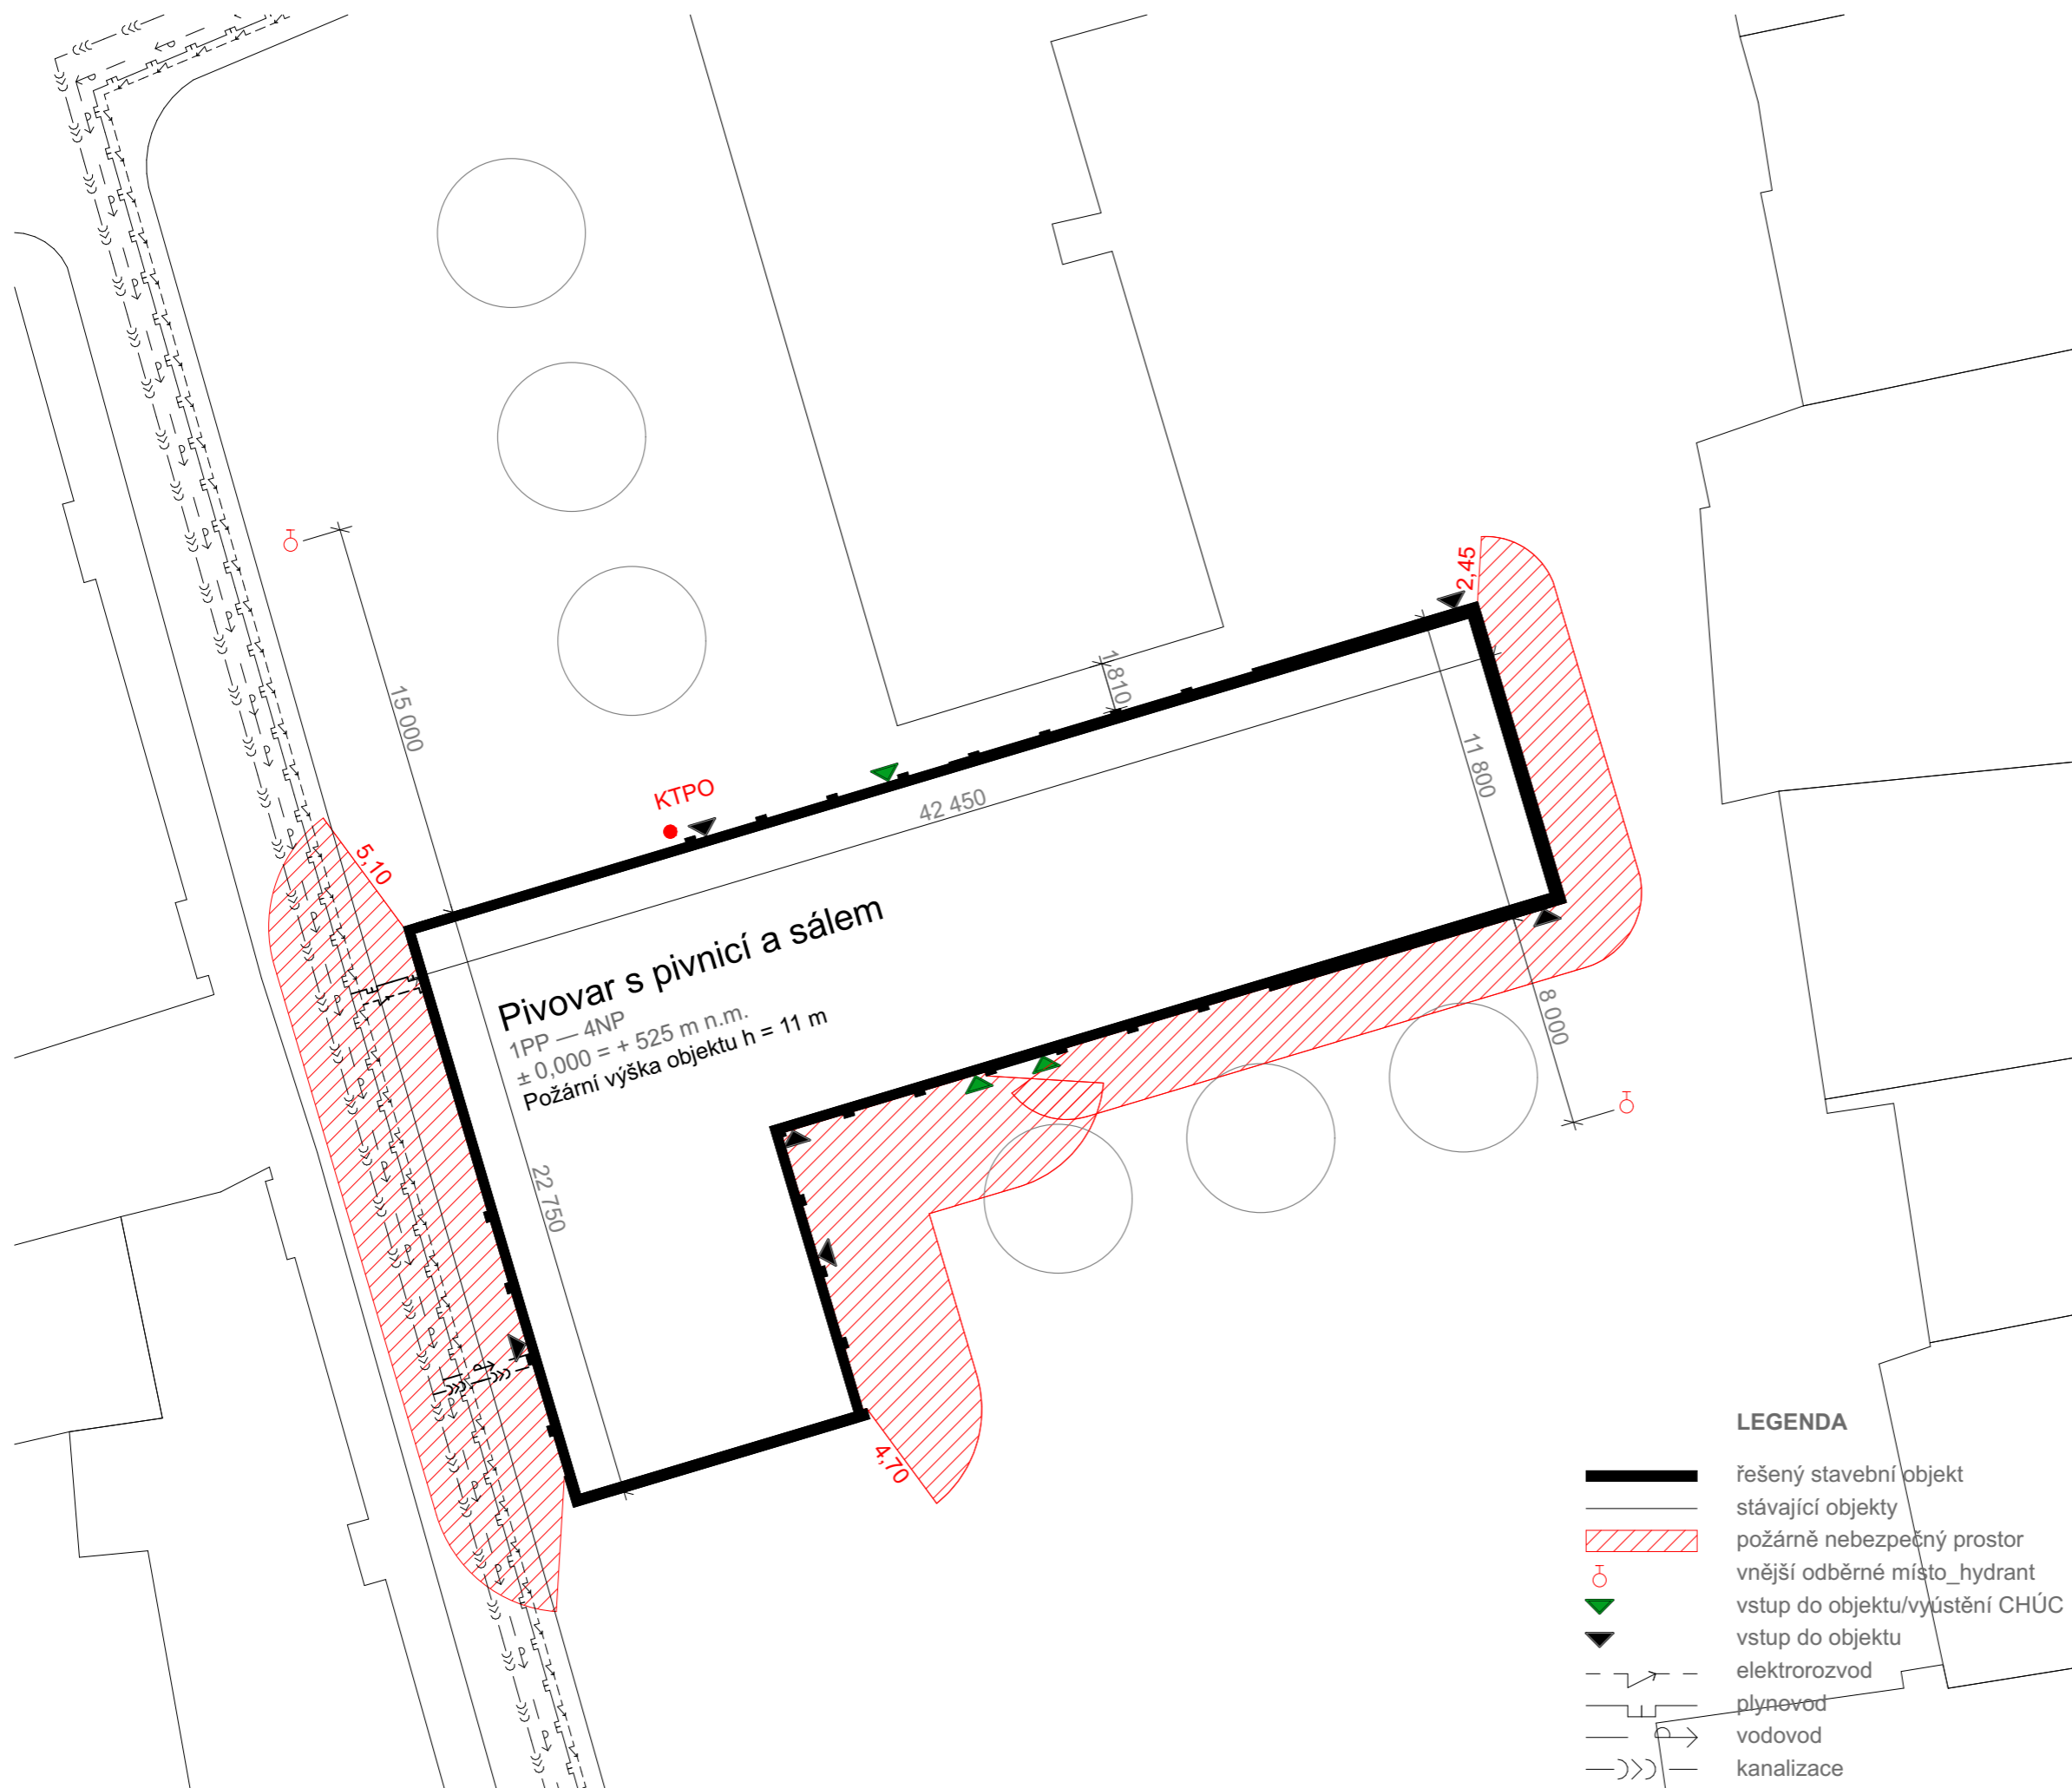 2,45
15 000
1 810
11 800
KTPO
42 450
5,10
Pivovar s pivnicí a sálem
1PP — 4NP
± 0,000 = + 525 m n.m.
Požární výška objektu h = 11 m
8 000
22 750
4,70
LEGENDA
řešený stavební objekt
stávající objekty
požárně nebezpečný prostor
vnější odběrné místo_hydrant
vstup do objektu/vyústění CHÚC
vstup do objektu
elektrorozvod
plynovod
vodovod
kanalizace